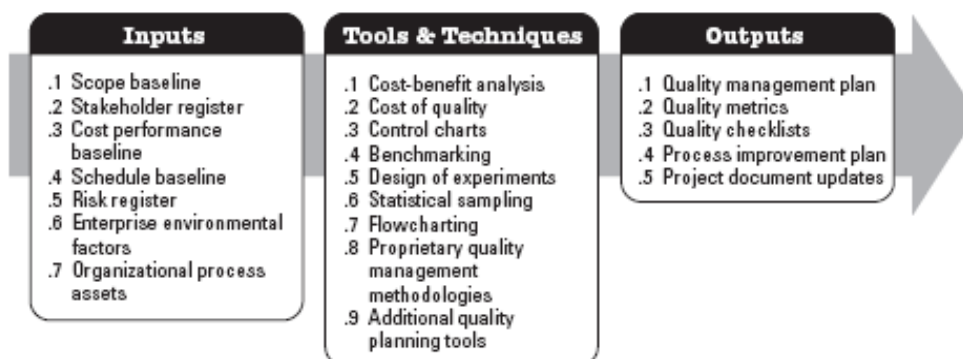 Inputs
.1 Scope baseline
.2 Stakeholder register
.3 Cost performance
baseline
.4 Schedule baseline
.5 Risk register
.6 Enterprise environmental
factors
.7 Organizational process
assets
Tools & Techniques
.1 Cost-benefit analysis
.2 Cost of quality
.3 Control charts
.4 Benchmarking
.5 Design of experiments
.6 Statistical sampling
.7 Flowcharting
.8 Proprietary quality
management
methodologies
.9 Additional quality
planning tools
Outputs
.1 Quality management plan
.2 Quality metrics
.3 Quality checklists
.4 Process improvement plan
.5 Project document updates